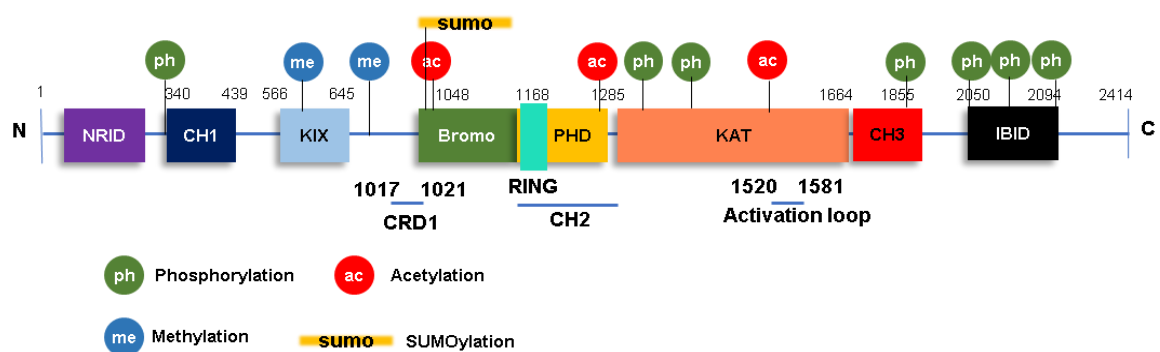 sumo
ph me me ac ac ph ph ac ph ph ph ph
1 340 439 566 645 1048 1168 1285 1664 1855 2050 2094 2414
N NRID CH1 KIX Bromo PHD KAT CH3 IBID C
1017 1021 RING 1520 1581
CRD1 CH2 Activation loop
ph Phosphorylation ac Acetylation
me Methylation sumo SUMOylation